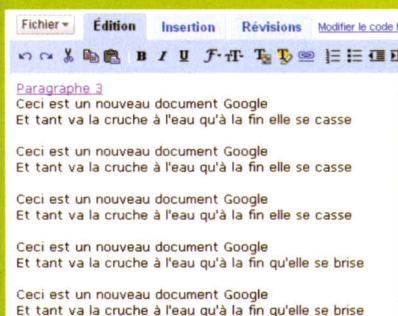 Fichier Édition Insertion Révisions Modifier le code
B I U
Paragraphe 3
Ceci est un nouveau document Google
Et tant va la cruche à l'eau qu'à la fin elle se casse
Ceci est un nouveau document Google
Et tant va la cruche à l'eau qu'à la fin elle se casse
Ceci est un nouveau document Google
Et tant va la cruche à l'eau qu'à la fin elle se casse
Ceci est un nouveau document Google
Et tant va la cruche à l'eau qu'à la fin qu'elle se brise
Ceci est un nouveau document Google
Et tant va la cruche à l'eau qu'à la fin qu'elle se brise